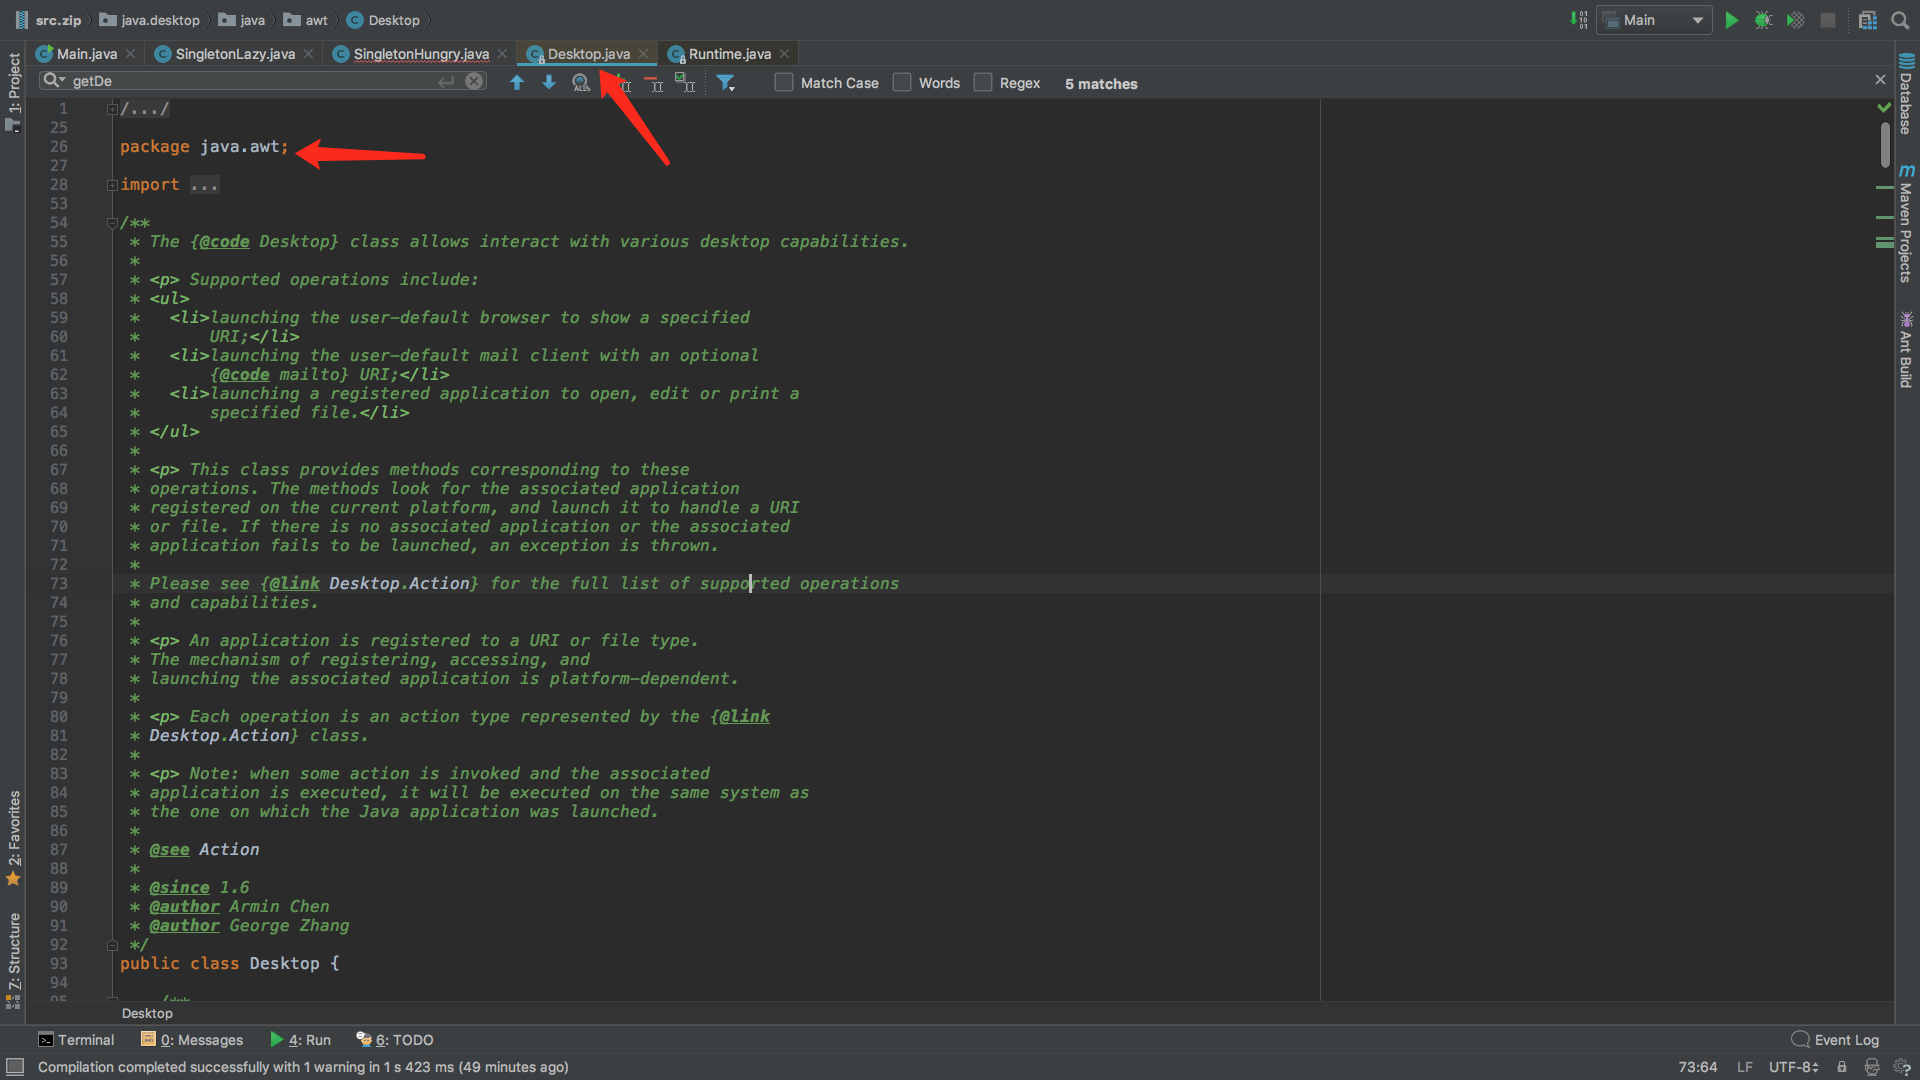 src.zip java.desktop java awt Desktop Main
Main.java SingletonLazy.java SingletonHungry.java Desktop.java Runtime.java
getDe Match Case Words Regex 5 matches
1 /.../
25
26 package java.awt;
27
28 import ...
53
54 /**
55 * The {@code Desktop} class allows interact with various desktop capabilities.
56 *
57 * <p> Supported operations include:
58 * <ul>
59 * <li>launching the user-default browser to show a specified
60 * URI;</li>
61 * <li>launching the user-default mail client with an optional
62 * {@code mailto} URI;</li>
63 * <li>launching a registered application to open, edit or print a
64 * specified file.</li>
65 * </ul>
66 *
67 * <p> This class provides methods corresponding to these
68 * operations. The methods look for the associated application
69 * registered on the current platform, and launch it to handle a URI
70 * or file. If there is no associated application or the associated
71 * application fails to be launched, an exception is thrown.
72 *
73 * Please see {@link Desktop.Action} for the full list of supported operations
74 * and capabilities.
75 *
76 * <p> An application is registered to a URI or file type.
77 * The mechanism of registering, accessing, and
78 * launching the associated application is platform-dependent.
79 *
80 * <p> Each operation is an action type represented by the {@link
81 * Desktop.Action} class.
82 *
83 * <p> Note: when some action is invoked and the associated
84 * application is executed, it will be executed on the same system as
85 * the one on which the Java application was launched.
86 *
87 * @see Action
88 *
89 * @since 1.6
90 * @author Armin Chen
91 * @author George Zhang
92 */
93 public class Desktop {
94
95 /**
Desktop
1: Project
2: Favorites
7: Structure
Database
Maven Projects
Ant Build
Terminal 0: Messages 4: Run 6: TODO Event Log
Compilation completed successfully with 1 warning in 1 s 423 ms (49 minutes ago) 73:64 LF UTF-8